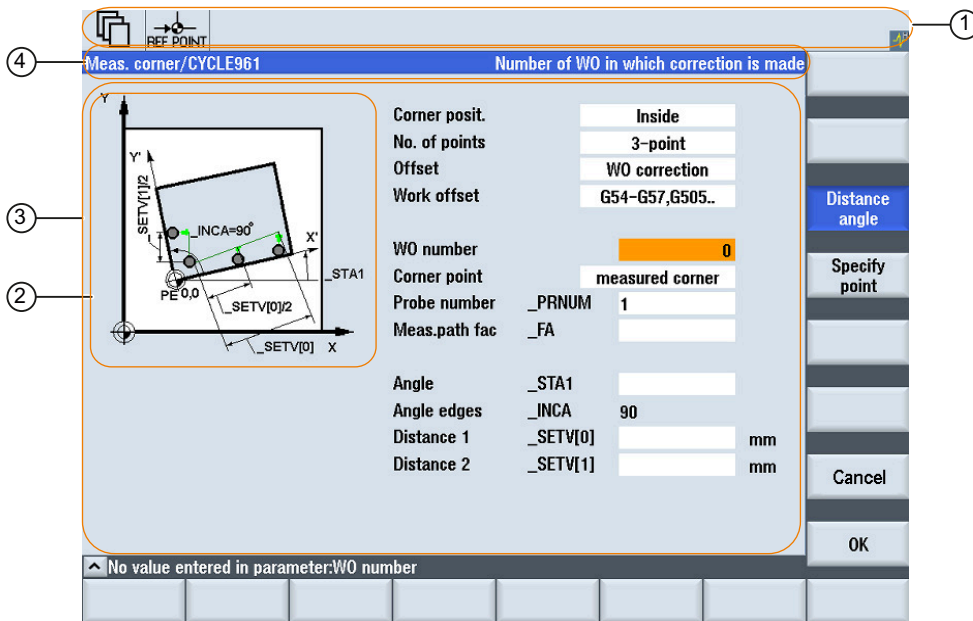 REF POINT
1
4
Meas. corner/CYCLE961 Number of WO in which correction is made
Y
Corner posit. Inside
No. of points 3-point
Offset WO correction
Work offset G54-G57,G505..
Distance
angle
3
Y'
_SETV[1]/2
_INCA=90°
X'
_STA1
WO number 0
Corner point measured corner
Probe number _PRNUM 1
Meas.path fac _FA
Specify
point
2
PE 0,0
_SETV[0]/2
_SETV[0] X
Angle _STA1
Angle edges _INCA 90
Distance 1 _SETV[0] mm
Distance 2 _SETV[1] mm
Cancel
OK
No value entered in parameter:WO number